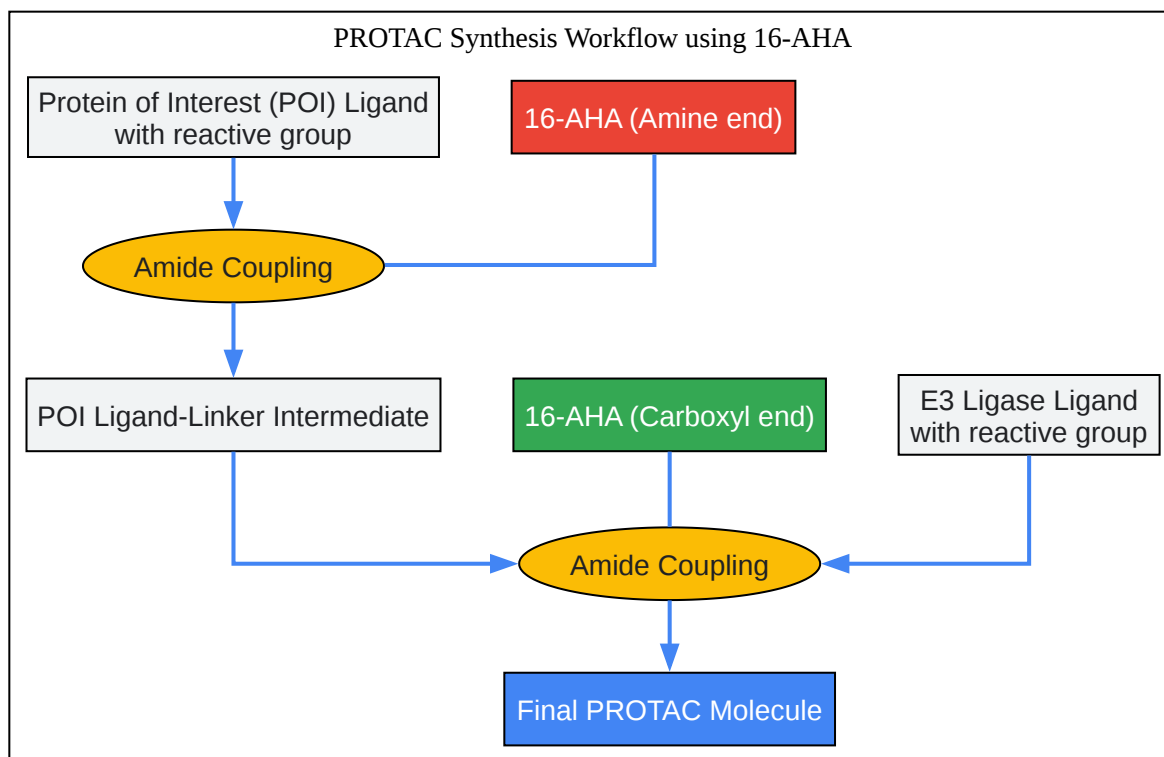 PROTAC Synthesis Workflow using 16-AHA
Protein of Interest (POI) Ligand
with reactive group
16-AHA (Amine end)
Amide Coupling
POI Ligand-Linker Intermediate
16-AHA (Carboxyl end)
E3 Ligase Ligand
with reactive group
Amide Coupling
Final PROTAC Molecule